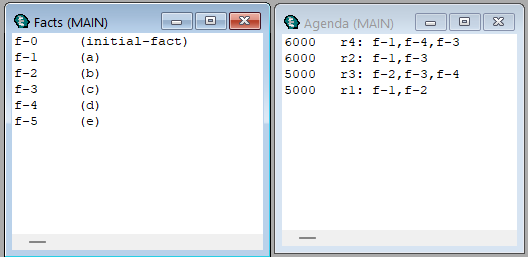 Facts (MAIN)
f-0 (initial-fact)
f-1 (a)
f-2 (b)
f-3 (c)
f-4 (d)
f-5 (e)
Agenda (MAIN)
6000 r4: f-1,f-4,f-3
6000 r2: f-1,f-3
5000 r3: f-2,f-3,f-4
5000 r1: f-1,f-2